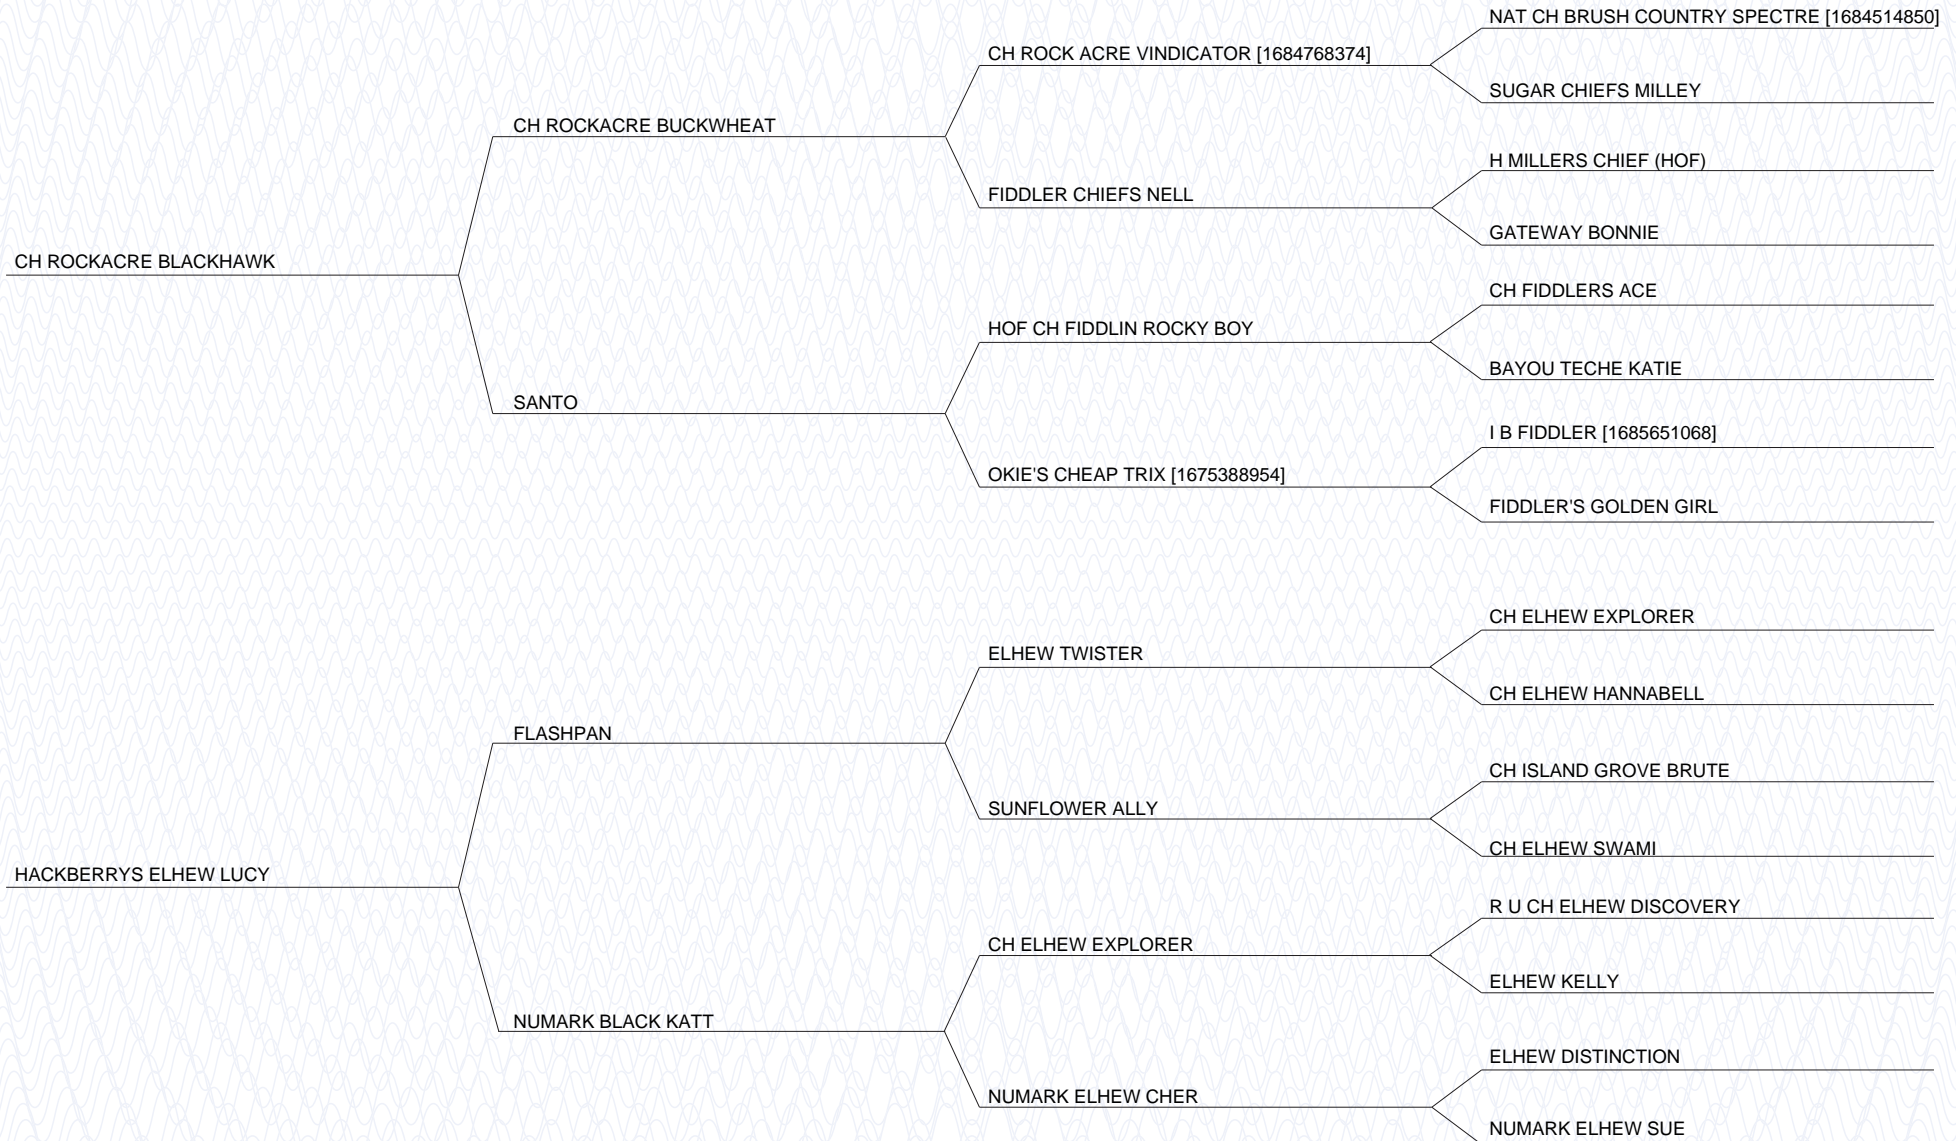 NAT CH BRUSH COUNTRY SPECTRE [1684514850]
CH ROCK ACRE VINDICATOR [1684768374]
SUGAR CHIEFS MILLEY
CH ROCKACRE BUCKWHEAT
H MILLERS CHIEF (HOF)
FIDDLER CHIEFS NELL
GATEWAY BONNIE
CH ROCKACRE BLACKHAWK
CH FIDDLERS ACE
HOF CH FIDDLIN ROCKY BOY
BAYOU TECHE KATIE
SANTO
I B FIDDLER [1685651068]
OKIE'S CHEAP TRIX [1675388954]
FIDDLER'S GOLDEN GIRL
CH ELHEW EXPLORER
ELHEW TWISTER
CH ELHEW HANNABELL
FLASHPAN
CH ISLAND GROVE BRUTE
SUNFLOWER ALLY
CH ELHEW SWAMI
HACKBERRYS ELHEW LUCY
R U CH ELHEW DISCOVERY
CH ELHEW EXPLORER
ELHEW KELLY
NUMARK BLACK KATT
ELHEW DISTINCTION
NUMARK ELHEW CHER
NUMARK ELHEW SUE